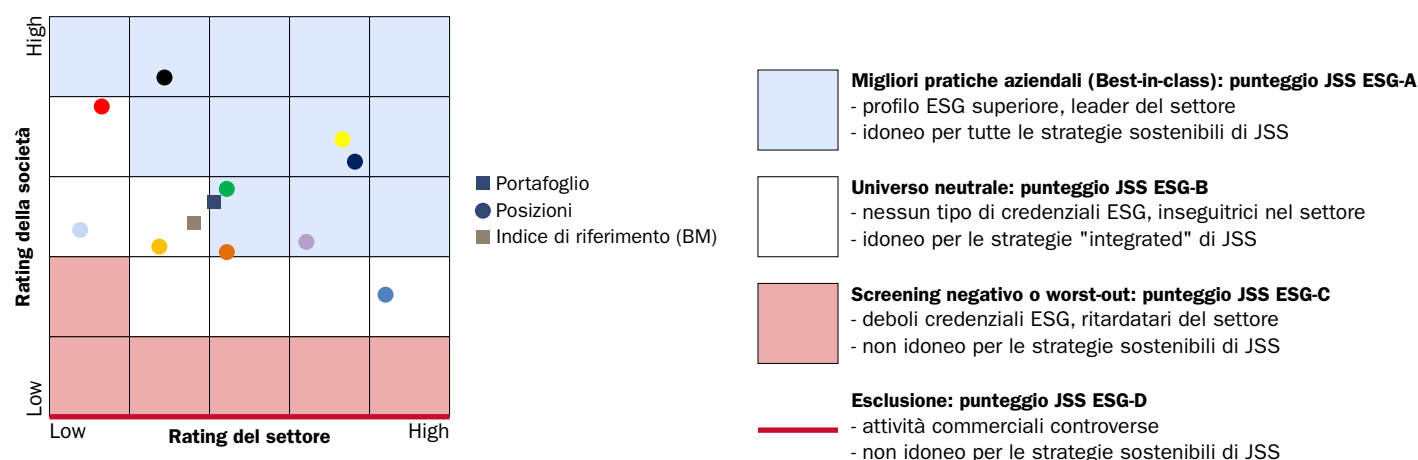 High
Rating della società
Low
Low
Rating del settore
High
Portafoglio
Posizioni
Indice di riferimento (BM)
Migliori pratiche aziendali (Best-in-class): punteggio JSS ESG-A
- profilo ESG superiore, leader del settore
- idoneo per tutte le strategie sostenibili di JSS
Universo neutrale: punteggio JSS ESG-B
- nessun tipo di credenziali ESG, inseguitrici nel settore
- idoneo per le strategie "integrated" di JSS
Screening negativo o worst-out: punteggio JSS ESG-C
- deboli credenziali ESG, ritardatari del settore
- non idoneo per le strategie sostenibili di JSS
Esclusione: punteggio JSS ESG-D
- attività commerciali controverse
- non idoneo per le strategie sostenibili di JSS